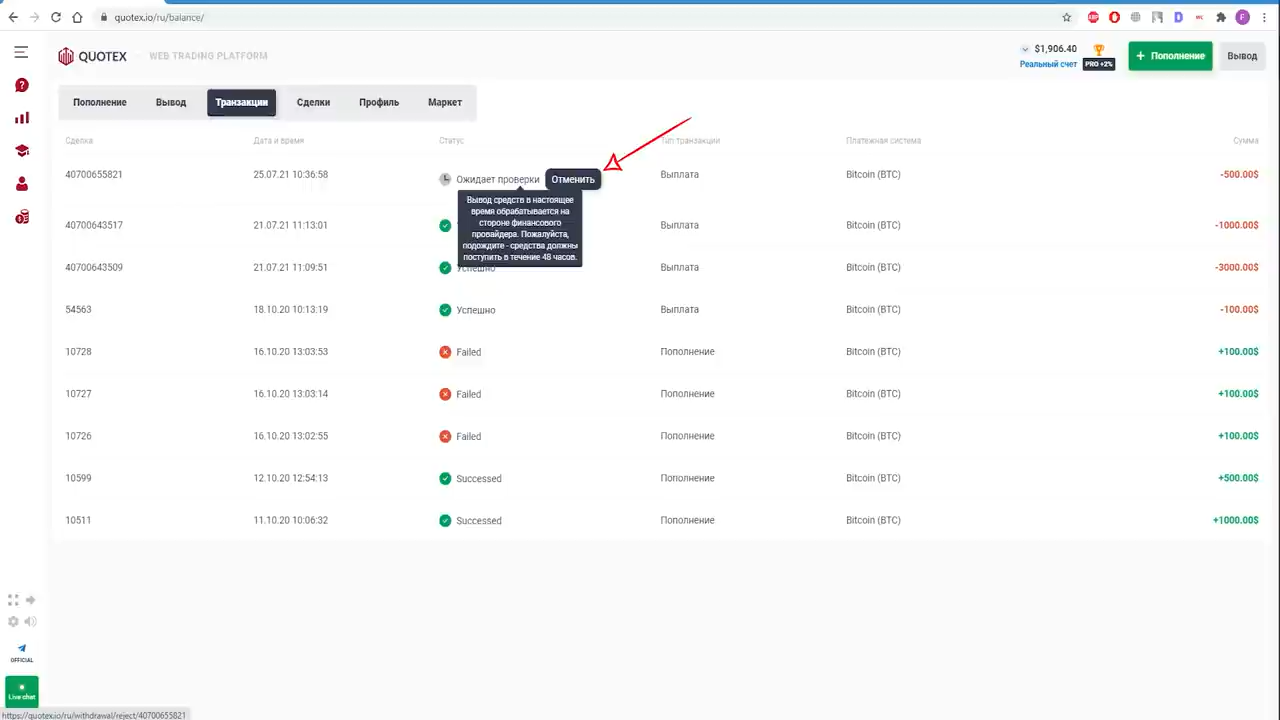 quotex.io/ru/balance/
QUOTEX
WEB TRADING PLATFORM
$1,906.40
Реальный счет
PRO +2%
+ Пополнение
Вывод
Пополнение Вывод Транзакции Сделки Профиль Маркет
Сделка Дата и время Статус Тип транзакции Платежная система Сумма
40700655821 25.07.21 10:36:58 Ожидает проверки Отменить Выплата Bitcoin (BTC) -500.00$
Вывод средств в настоящее
время обрабатывается на
стороне финансового
провайдера. Пожалуйста,
подождите - средства должны
поступить в течение 48 часов.
40700643517 21.07.21 11:13:01 Выплата Bitcoin (BTC) -1000.00$
40700643509 21.07.21 11:09:51 Успешно Выплата Bitcoin (BTC) -3000.00$
54563 18.10.20 10:13:19 Успешно Выплата Bitcoin (BTC) -100.00$
10728 16.10.20 13:03:53 Failed Пополнение Bitcoin (BTC) +100.00$
10727 16.10.20 13:03:14 Failed Пополнение Bitcoin (BTC) +100.00$
10726 16.10.20 13:02:55 Failed Пополнение Bitcoin (BTC) +100.00$
10599 12.10.20 12:54:13 Successed Пополнение Bitcoin (BTC) +500.00$
10511 11.10.20 10:06:32 Successed Пополнение Bitcoin (BTC) +1000.00$
OFFICIAL
Live chat
https://quotex.io/ru/withdrawal/reject/40700655821